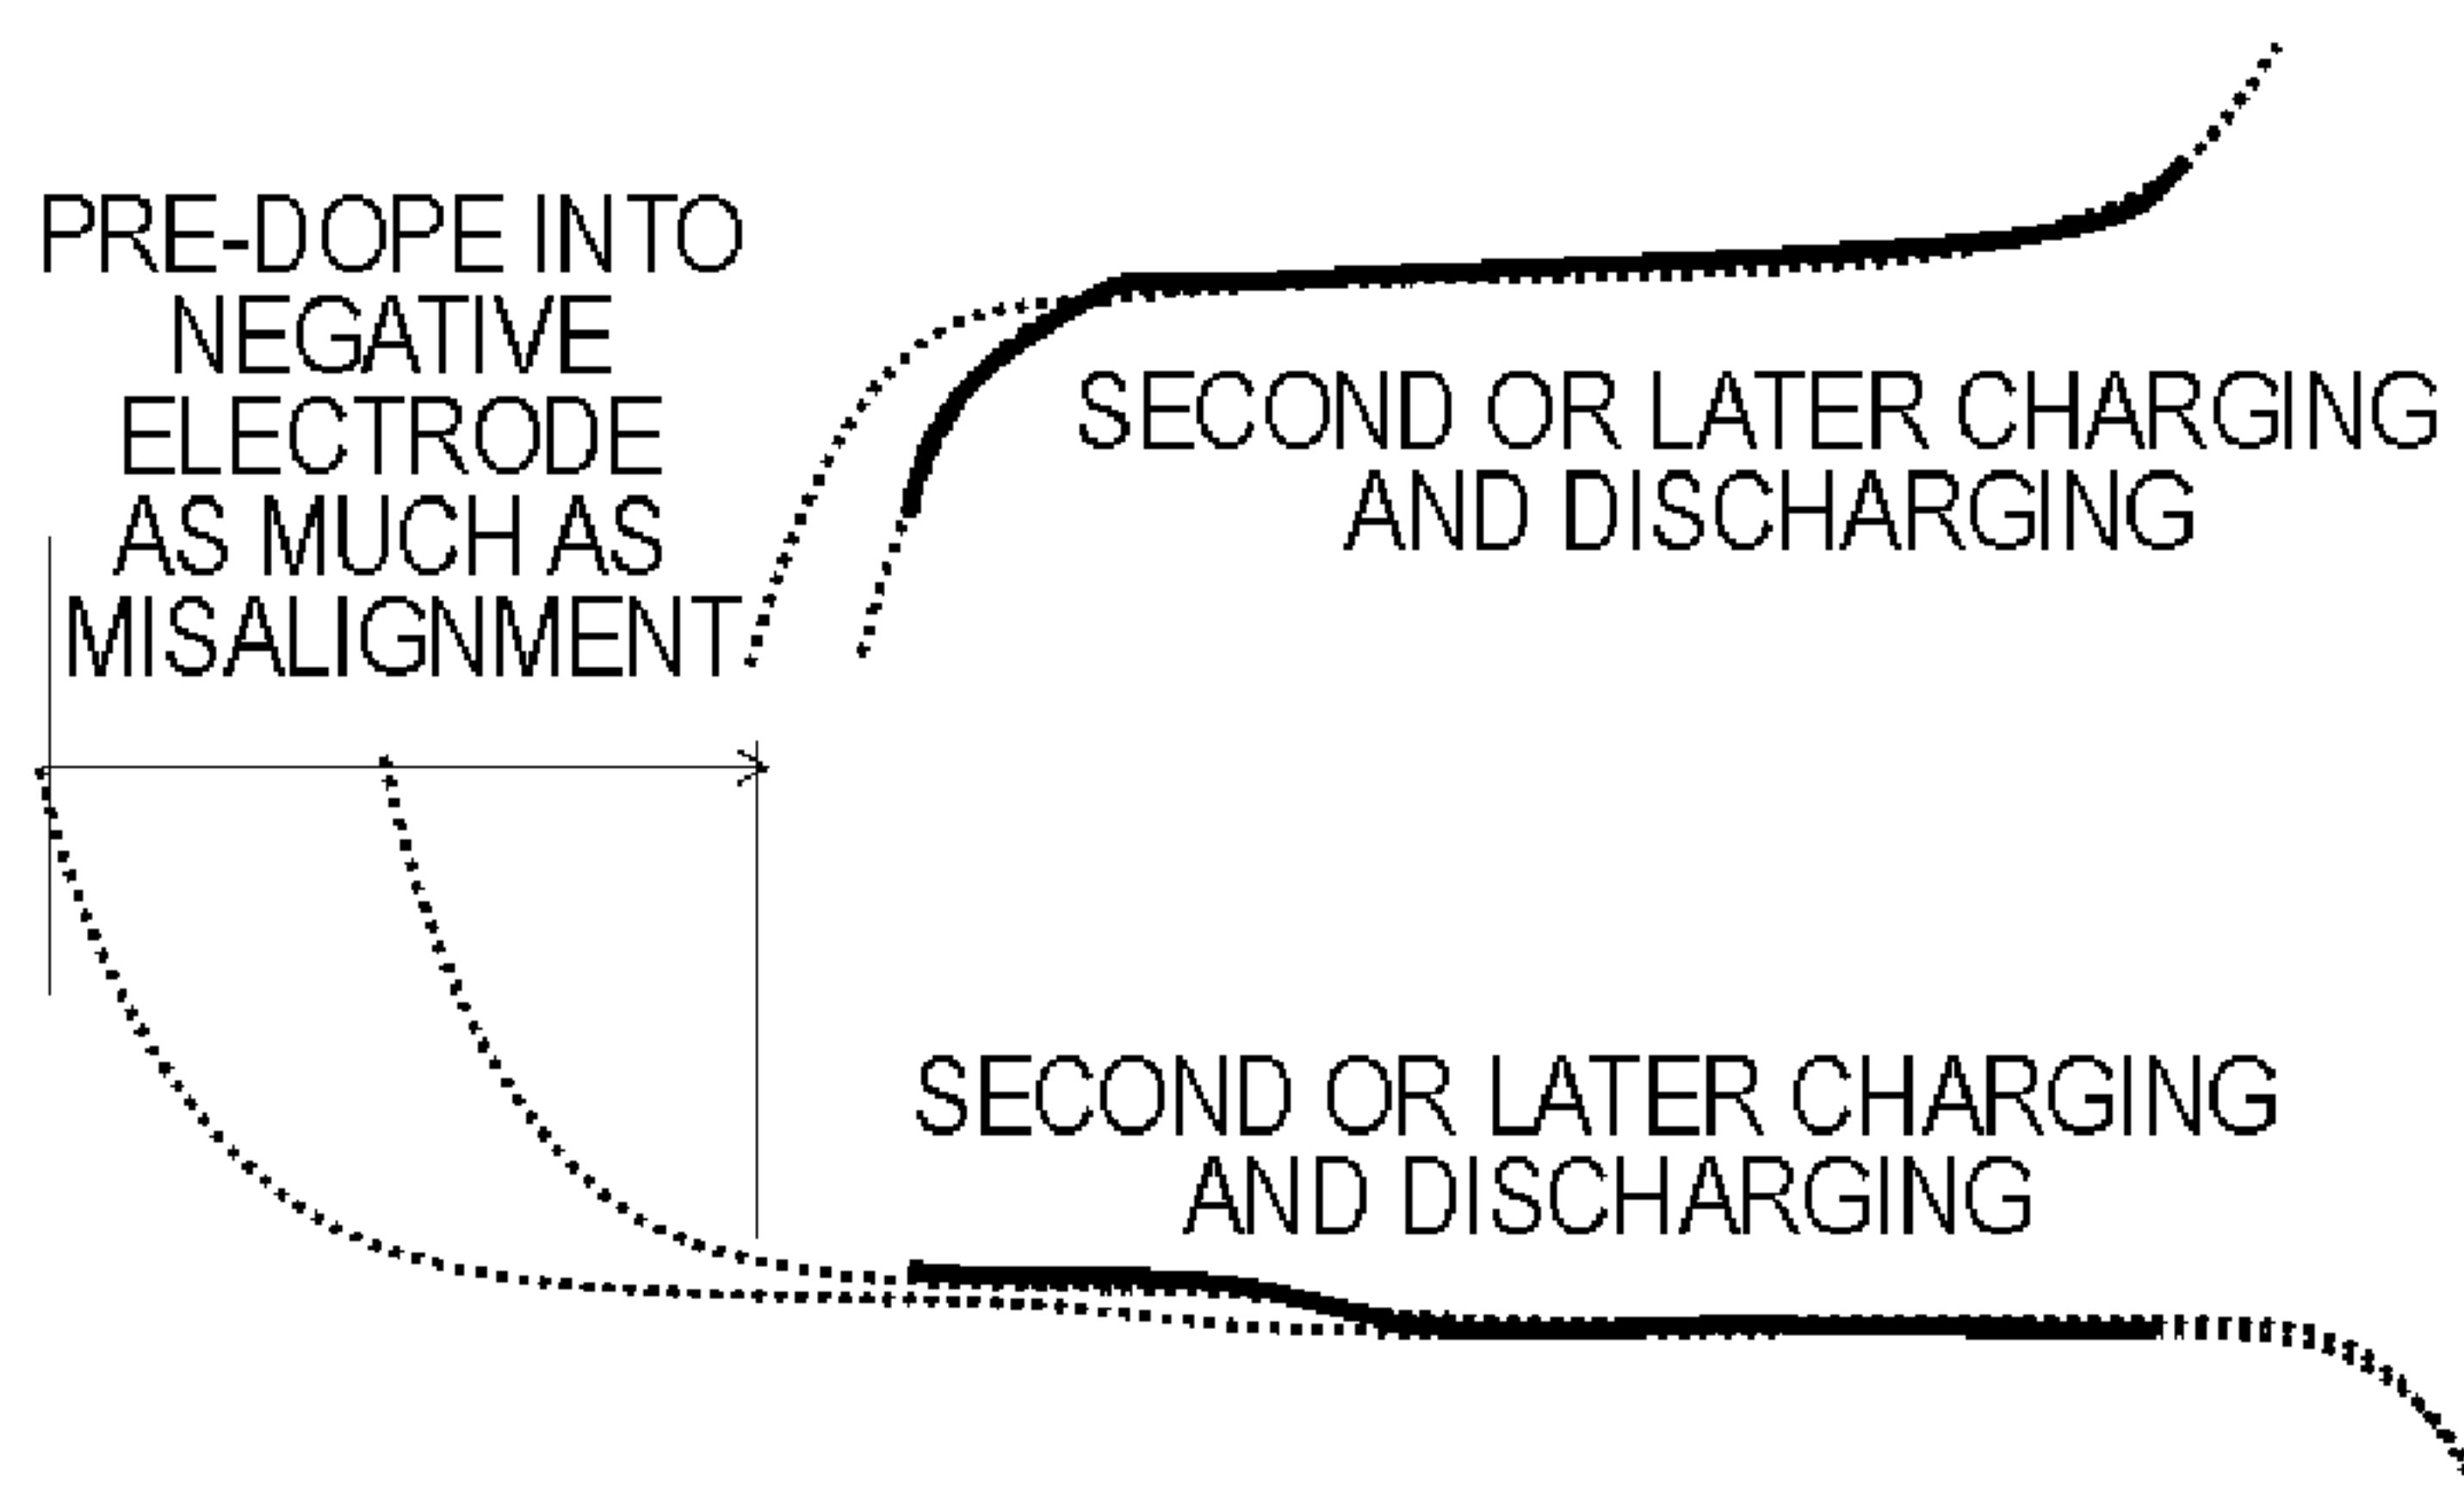 PRE-DOPE INTO
NEGATIVE
ELECTRODE
AS MUCH AS
MISALIGNMENT
SECOND OR LATER CHARGING
AND DISCHARGING
SECOND OR LATER CHARGING
AND DISCHARGING